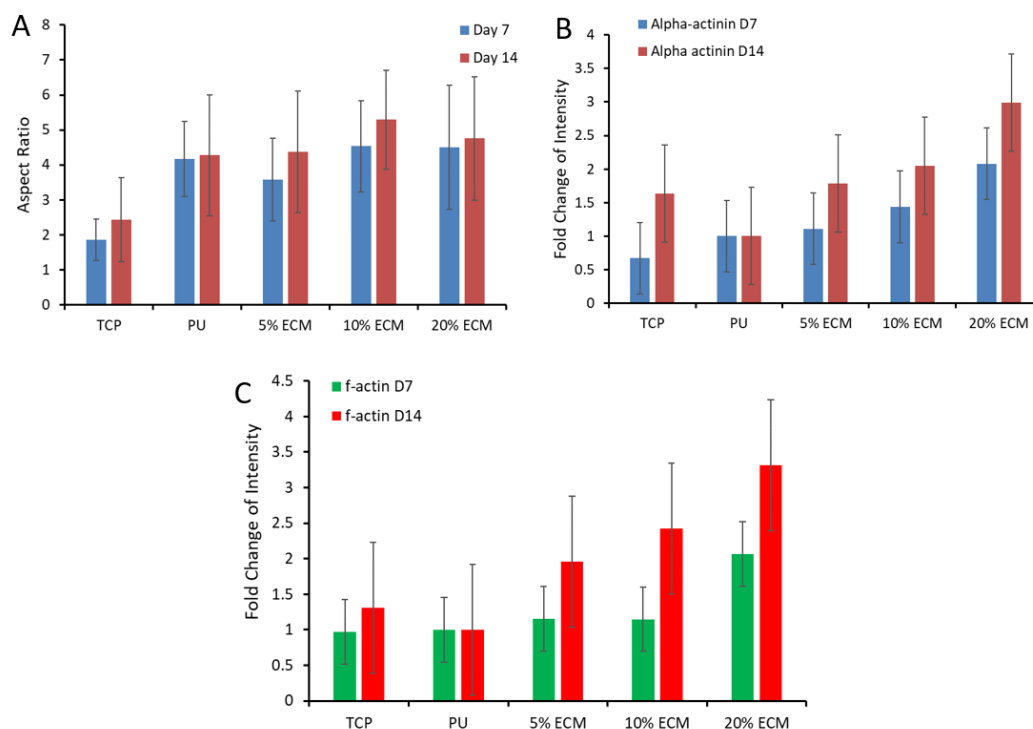 A
Day 7
Day 14
Aspect Ratio
8
7
6
5
4
3
2
1
0
TCP
PU
5% ECM
10% ECM
20% ECM
B
Alpha-actinin D7
Alpha actinin D14
Fold Change of Intensity
4
3.5
3
2.5
2
1.5
1
0.5
0
TCP
PU
5% ECM
10% ECM
20% ECM
C
f-actin D7
f-actin D14
Fold Change of Intensity
4.5
4
3.5
3
2.5
2
1.5
1
0.5
0
TCP
PU
5% ECM
10% ECM
20% ECM